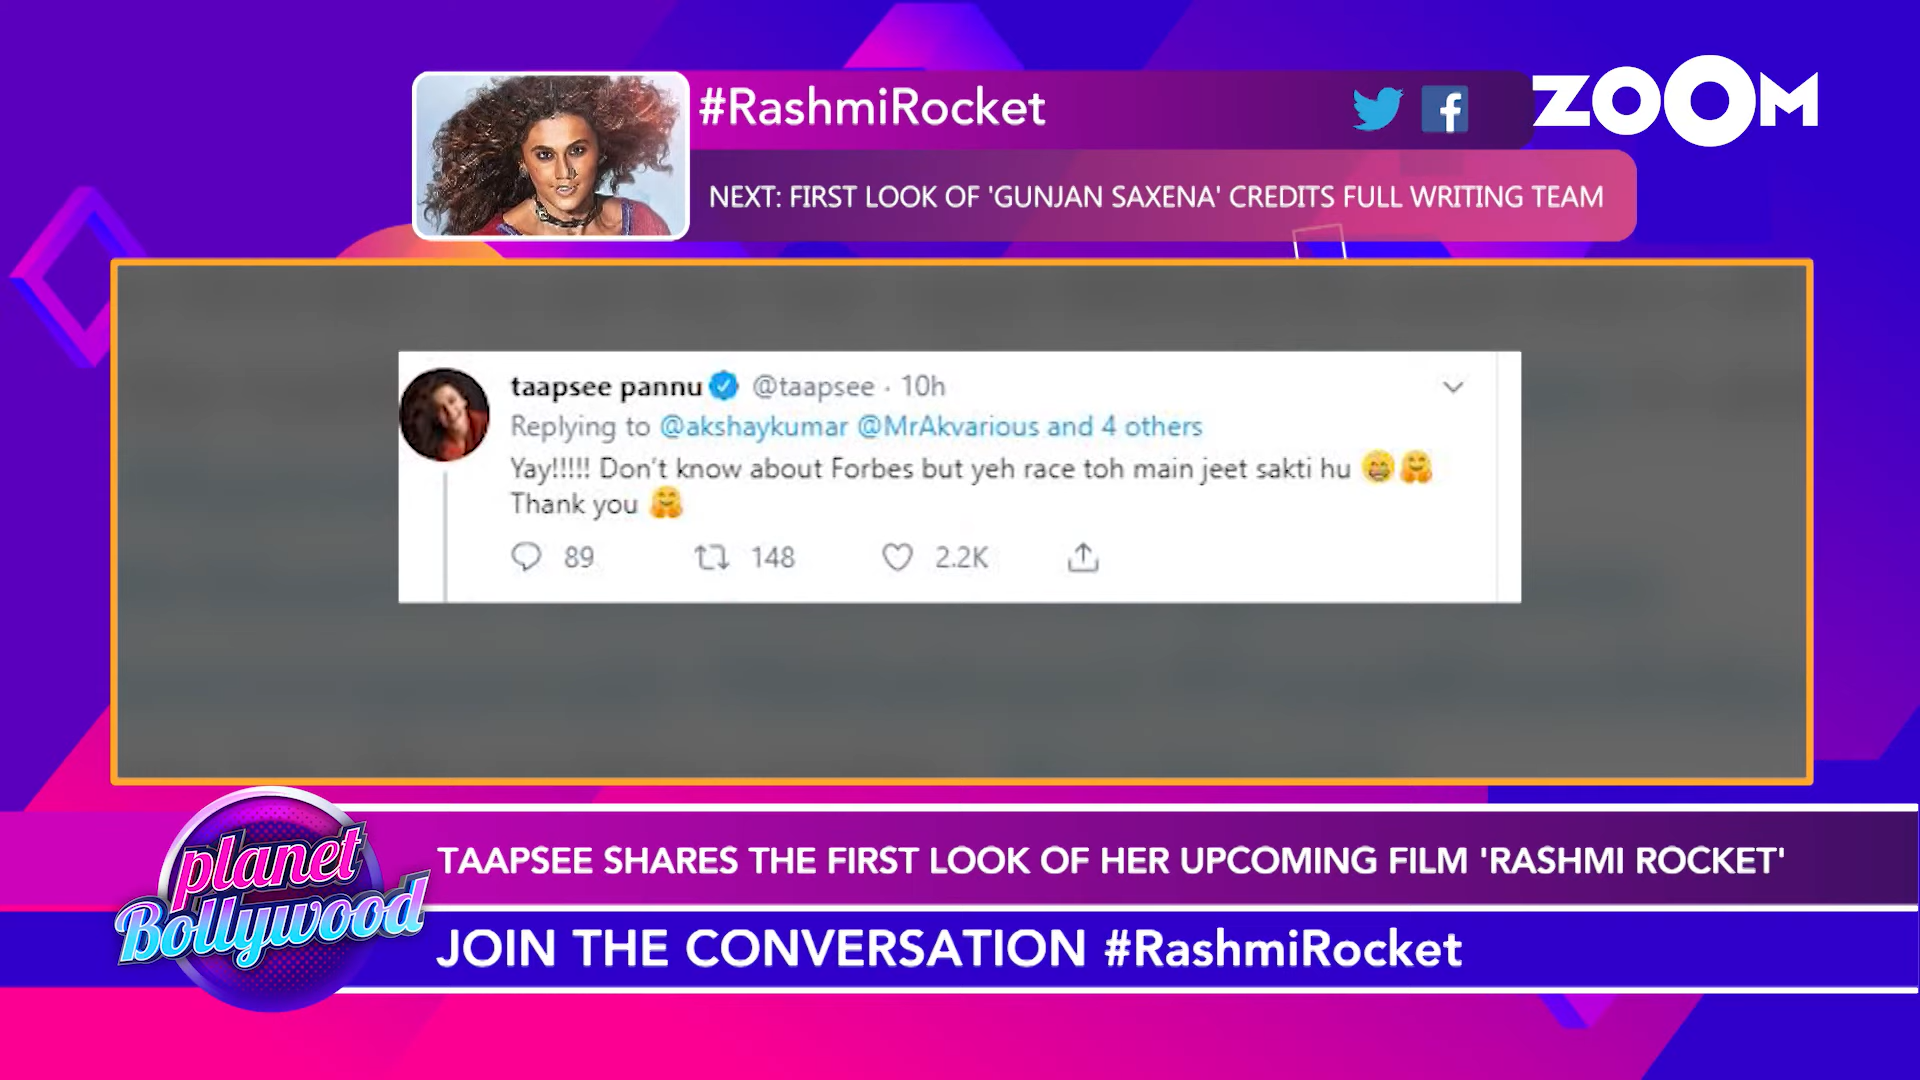 #RashmiRocket
f
ZOOM
NEXT: FIRST LOOK OF 'GUNJAN SAXENA' CREDITS FULL WRITING TEAM
taapsee pannu @taapsee · 10h
Replying to @akshaykumar @MrAkvarious and 4 others
Yay!!!!! Don't know about Forbes but yeh race toh main jeet sakti hu 😁🤗
Thank you 🤗
89 148 2.2K
planet
Bollywood
TAAPSEE SHARES THE FIRST LOOK OF HER UPCOMING FILM 'RASHMI ROCKET'
JOIN THE CONVERSATION #RashmiRocket